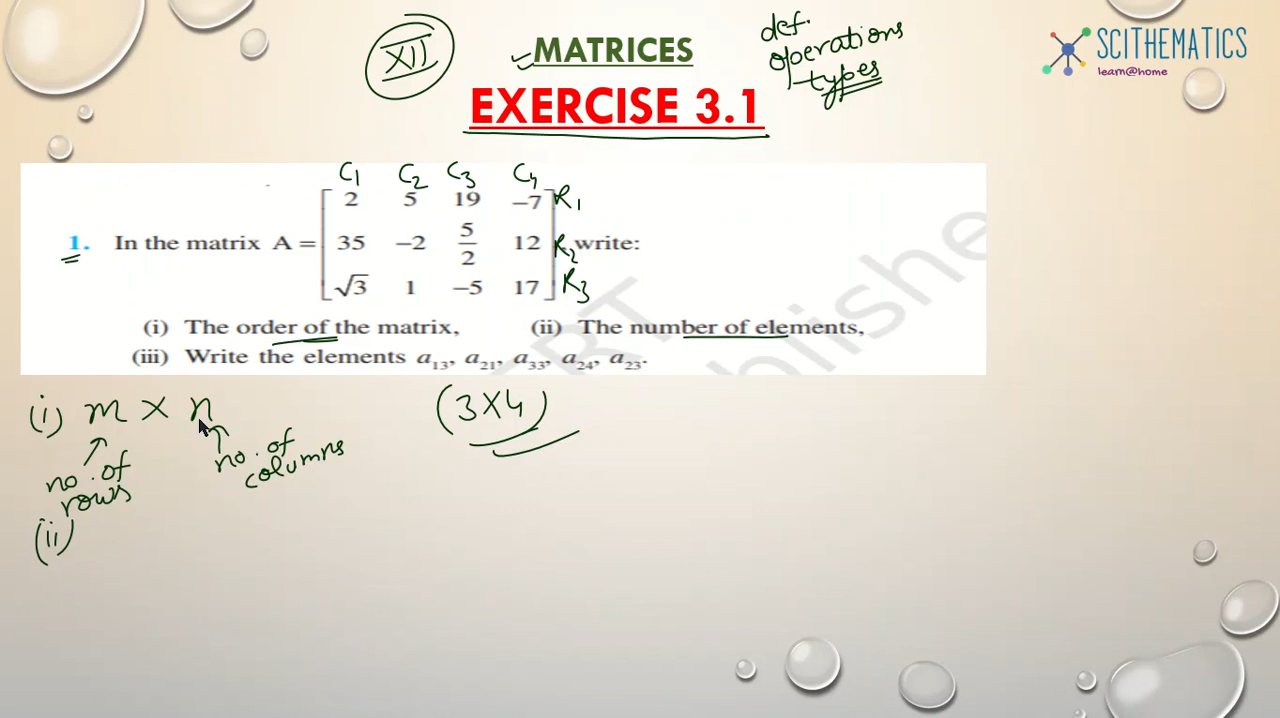 XII
MATRICES
def.
operations
types
SCITHEMATICS
learn@home
EXERCISE 3.1
C1 C2 C3 C4
2 5 19 –7 R1
1. In the matrix A = 35 –2 5/2 12 R2 write:
√3 1 –5 17 R3
(i) The order of the matrix, (ii) The number of elements,
(iii) Write the elements a13, a21, a33, a24, a23.
(i) m × n (3×4)
no. of rows
no. of columns
(ii)